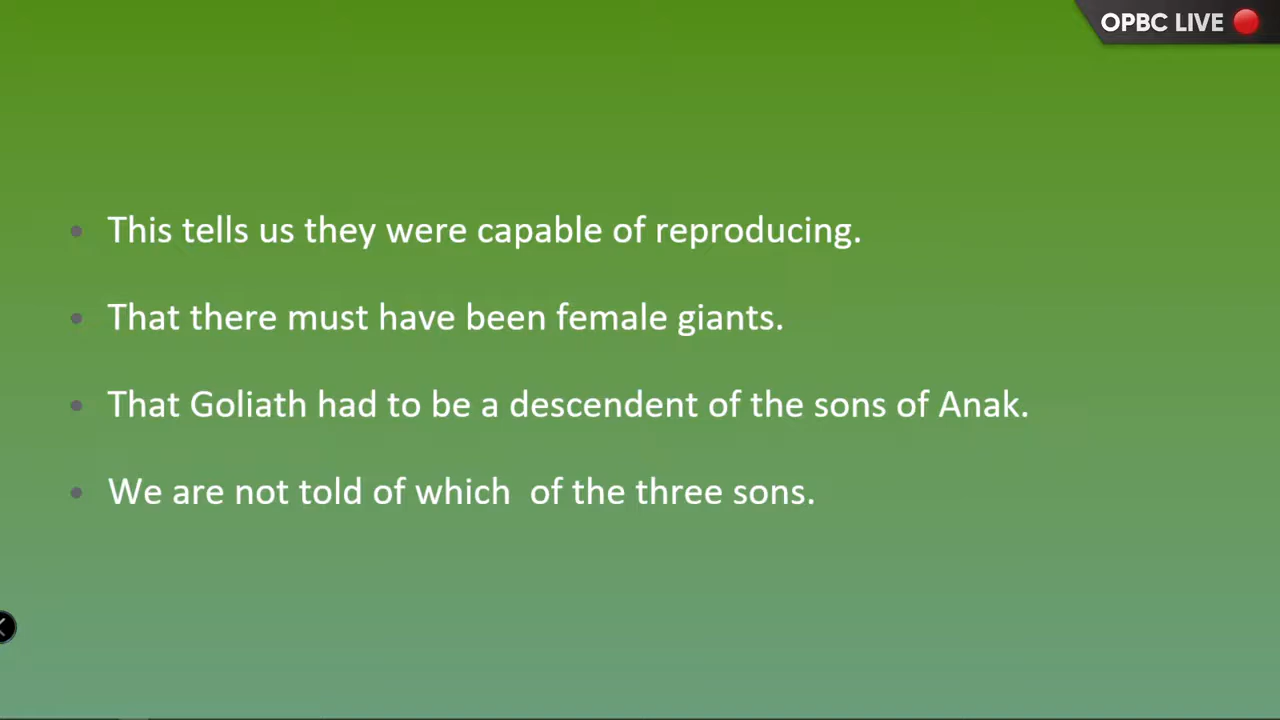 OPBC LIVE
• This tells us they were capable of reproducing.
• That there must have been female giants.
• That Goliath had to be a descendent of the sons of Anak.
• We are not told of which  of the three sons.